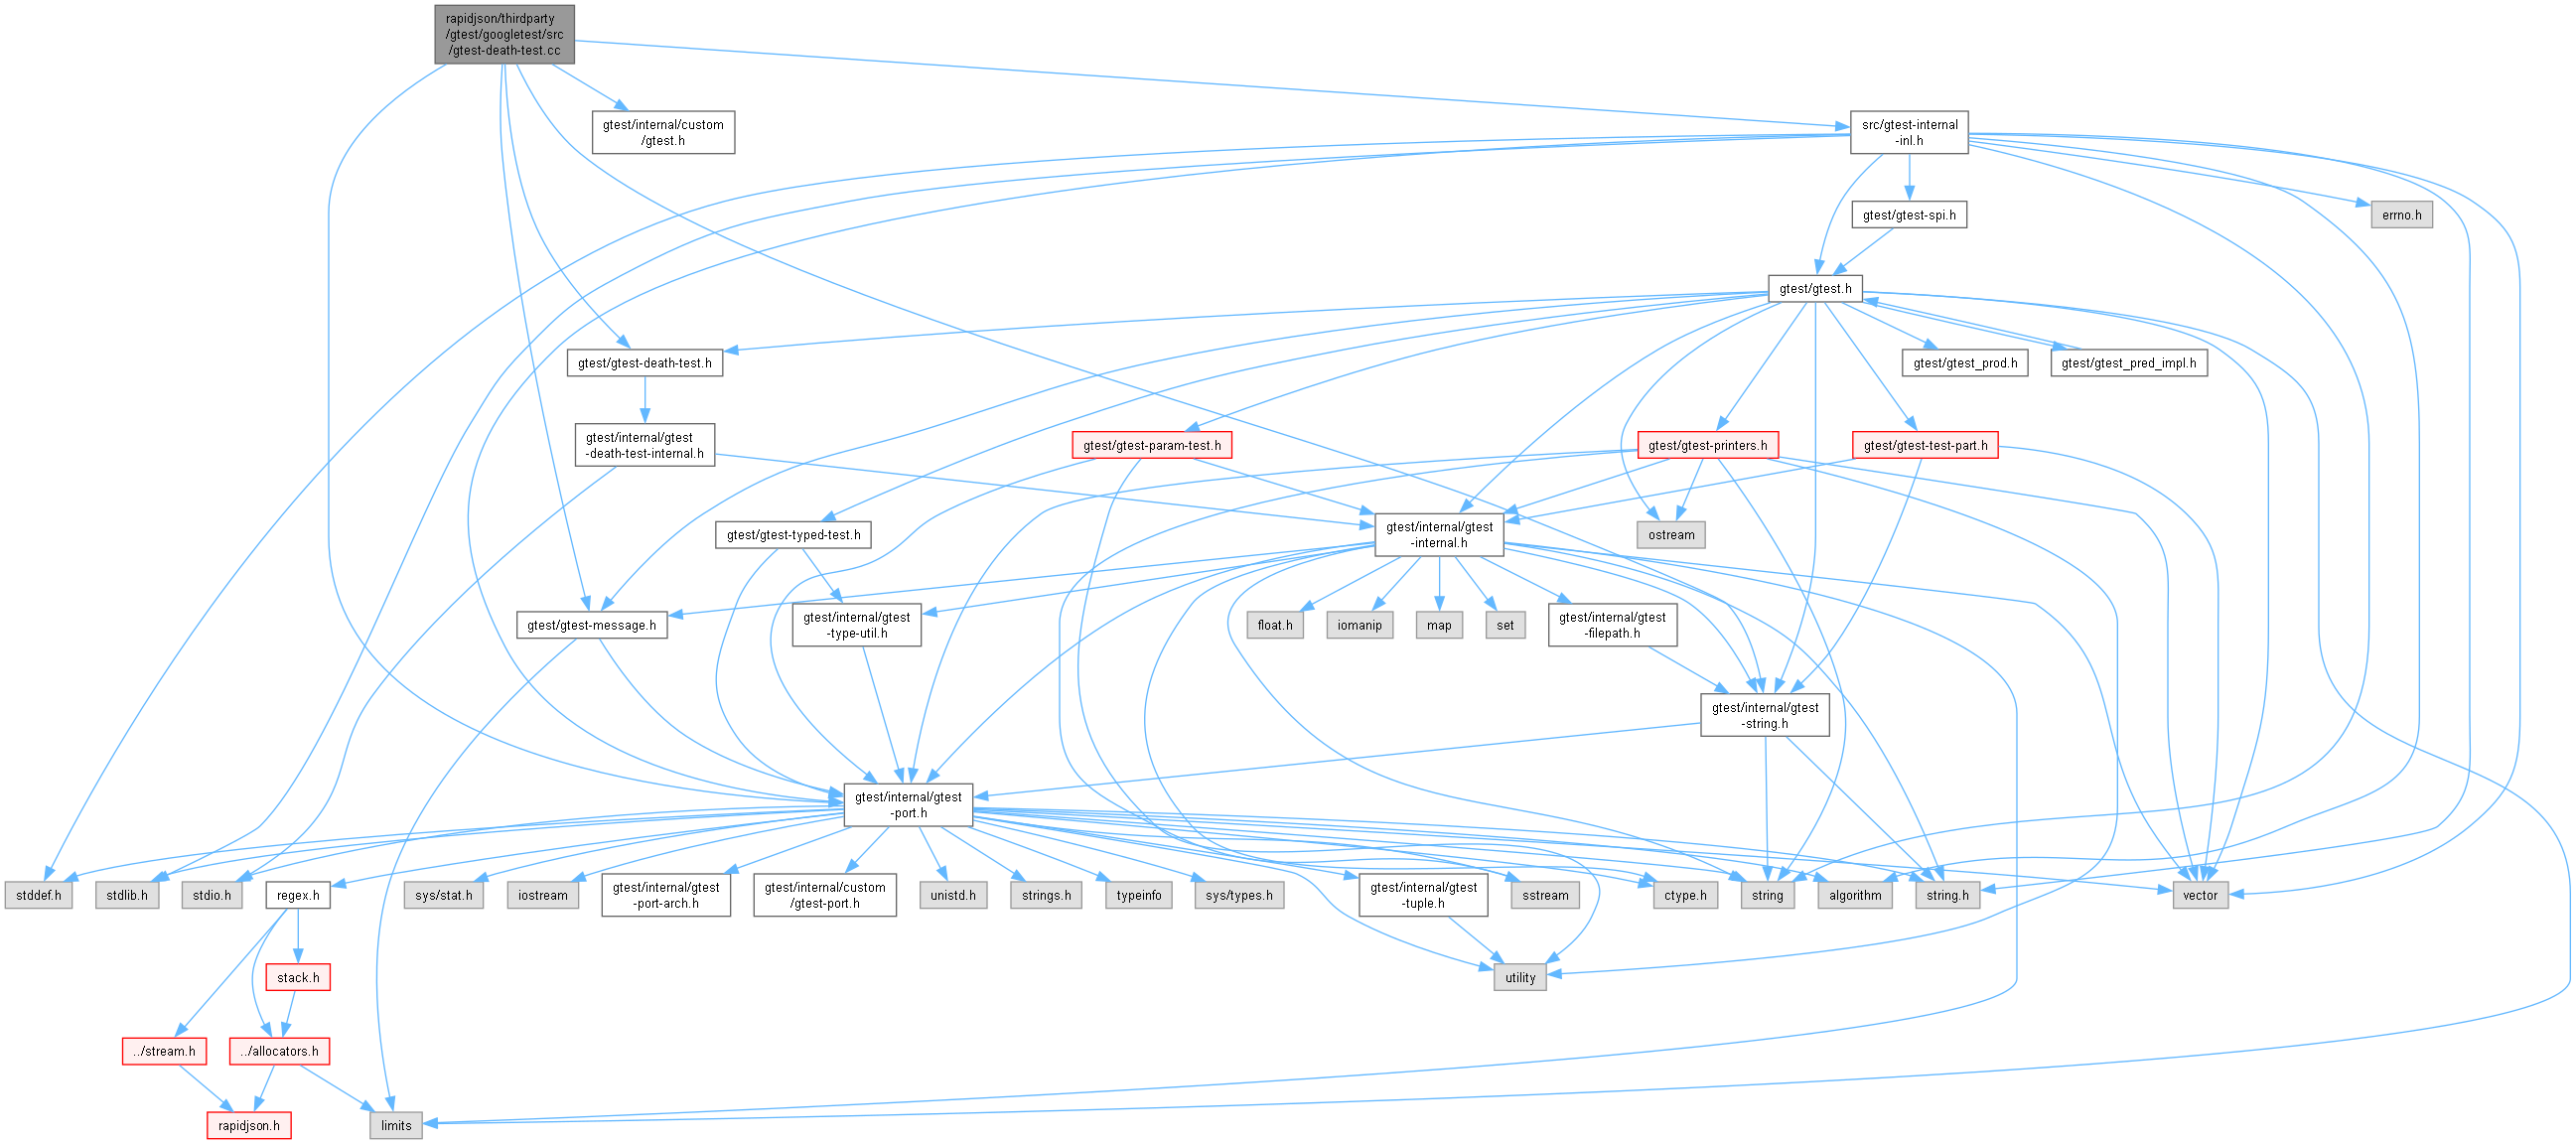 rapidjson/thirdparty
/gtest/googletest/src
/gtest-death-test.cc
gtest/internal/custom
/gtest.h
src/gtest-internal
-inl.h
gtest/gtest-spi.h
errno.h
gtest/gtest.h
gtest/gtest-death-test.h
gtest/gtest_prod.h
gtest/gtest_pred_impl.h
gtest/internal/gtest
-death-test-internal.h
gtest/gtest-param-test.h
gtest/gtest-printers.h
gtest/gtest-test-part.h
gtest/gtest-typed-test.h
gtest/internal/gtest
-internal.h
ostream
gtest/gtest-message.h
gtest/internal/gtest
-type-util.h
float.h
iomanip
map
set
gtest/internal/gtest
-filepath.h
gtest/internal/gtest
-string.h
gtest/internal/gtest
-port.h
stddef.h
stdlib.h
stdio.h
regex.h
sys/stat.h
iostream
gtest/internal/gtest
-port-arch.h
gtest/internal/custom
/gtest-port.h
unistd.h
strings.h
typeinfo
sys/types.h
gtest/internal/gtest
-tuple.h
sstream
ctype.h
string
algorithm
string.h
vector
stack.h
utility
../stream.h
../allocators.h
rapidjson.h
limits